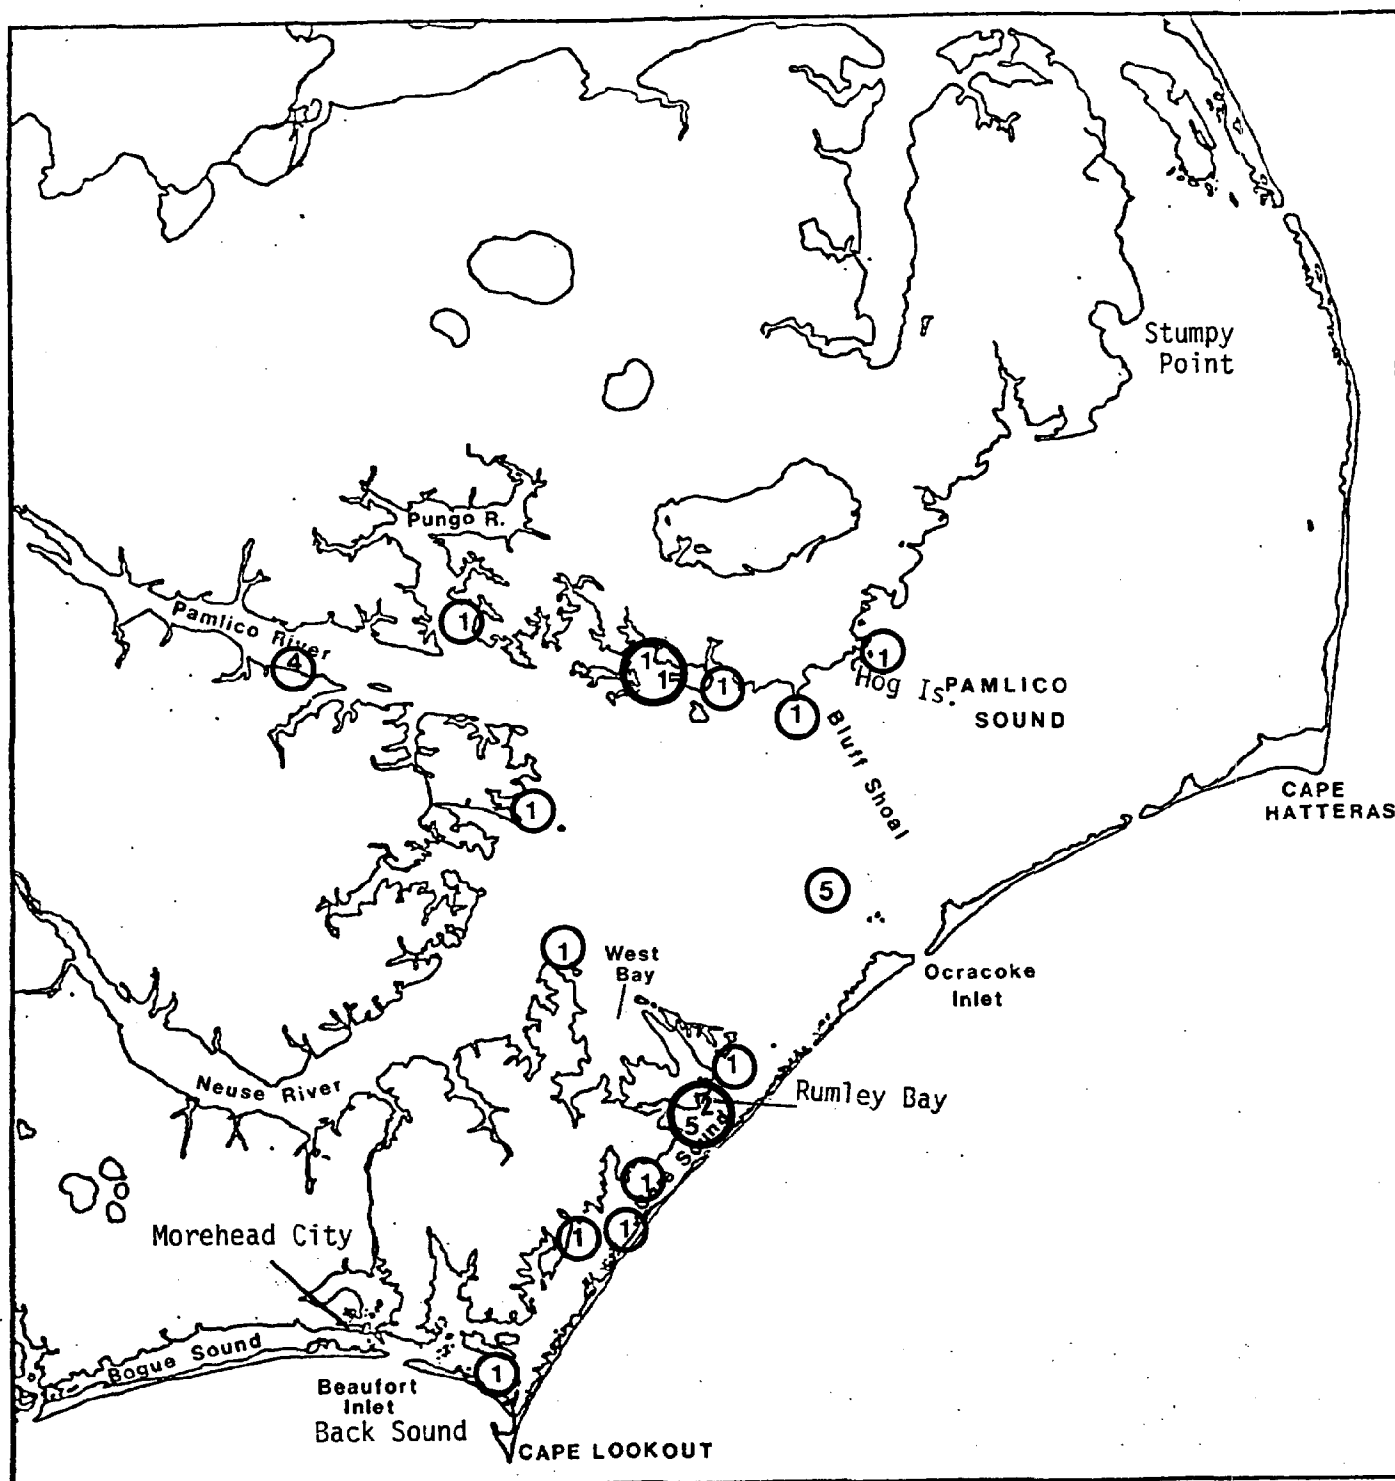 Stumpy
Point
Pungo R.
Pamlico River
1
4
1
1
1
1
1
Hog Is.
PAMLICO
SOUND
Bluff Shoal
CAPE
HATTERAS
1
5
1
West
Bay
Ocracoke
Inlet
Neuse River
1
Rumley Bay
2
5
Sound
1
1
1
Morehead City
Bogue Sound
1
Beaufort
Inlet
Back Sound
CAPE LOOKOUT